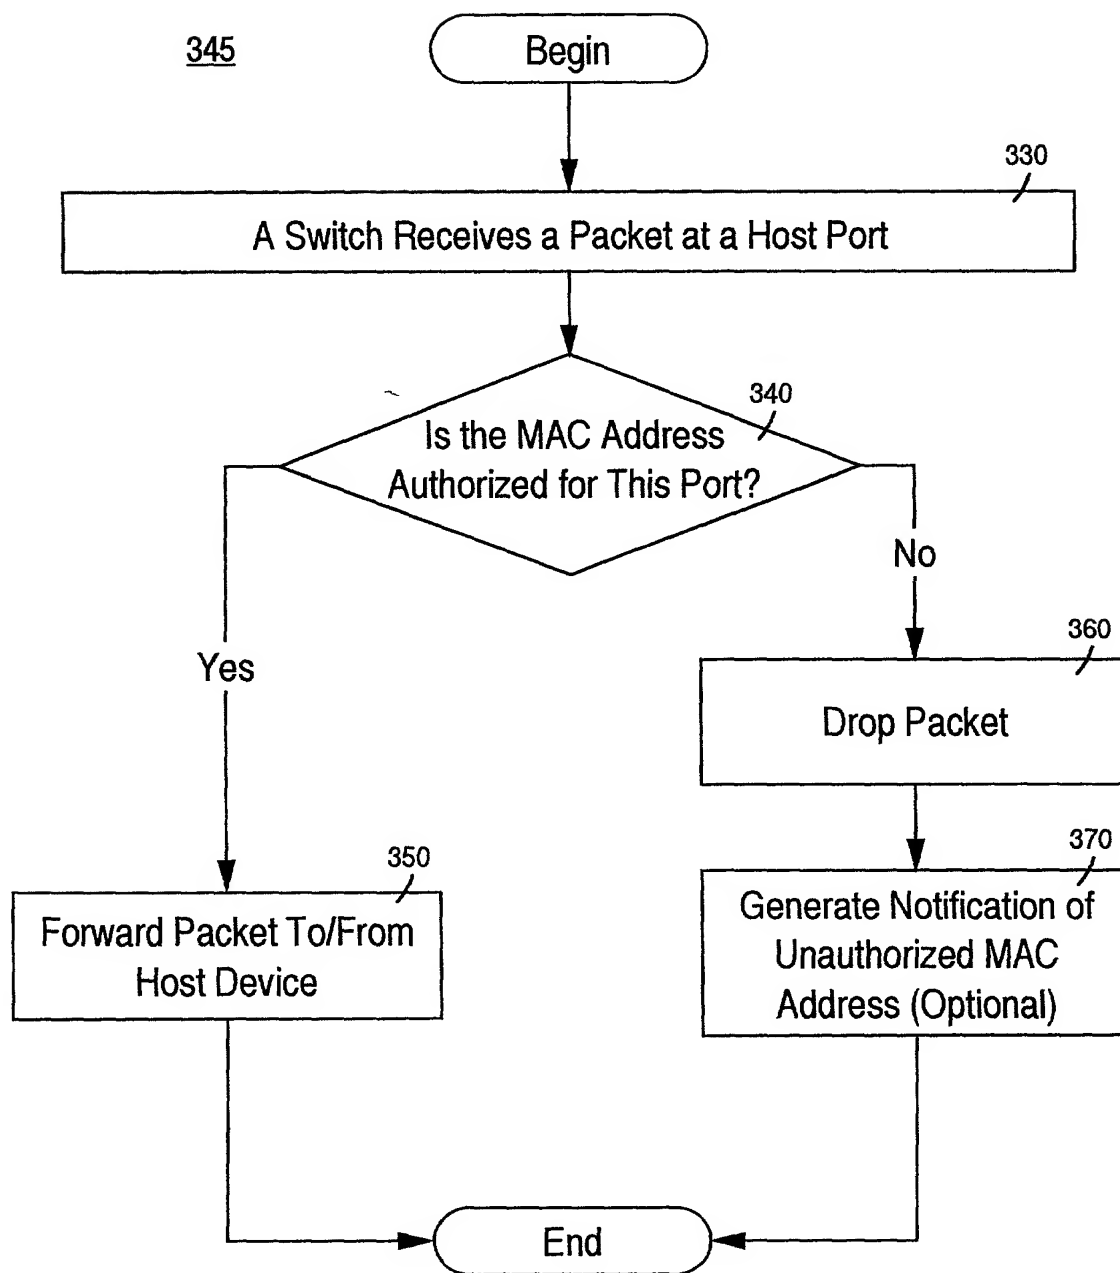 345
Begin
330
A Switch Receives a Packet at a Host Port
340
Is the MAC Address
Authorized for This Port?
No
Yes
360
Drop Packet
350
Forward Packet To/From
Host Device
370
Generate Notification of
Unauthorized MAC
Address (Optional)
End